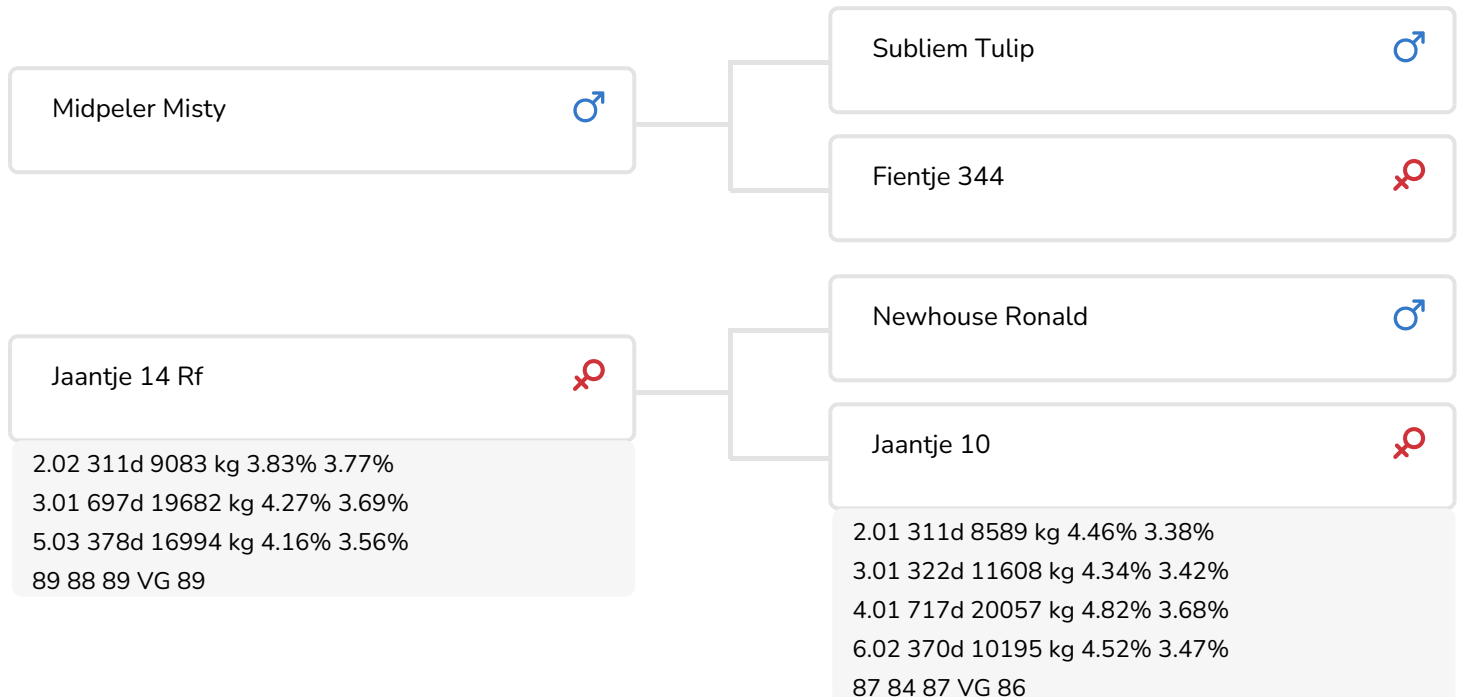 Midpeler Misty
Subliem Tulip
Fientje 344
Jaantje 14 Rf
2.02 311d 9083 kg 3.83% 3.77%
3.01 697d 19682 kg 4.27% 3.69%
5.03 378d 16994 kg 4.16% 3.56%
89 88 89 VG 89
Newhouse Ronald
Jaantje 10
2.01 311d 8589 kg 4.46% 3.38%
3.01 322d 11608 kg 4.34% 3.42%
4.01 717d 20057 kg 4.82% 3.68%
6.02 370d 10195 kg 4.52% 3.47%
87 84 87 VG 86